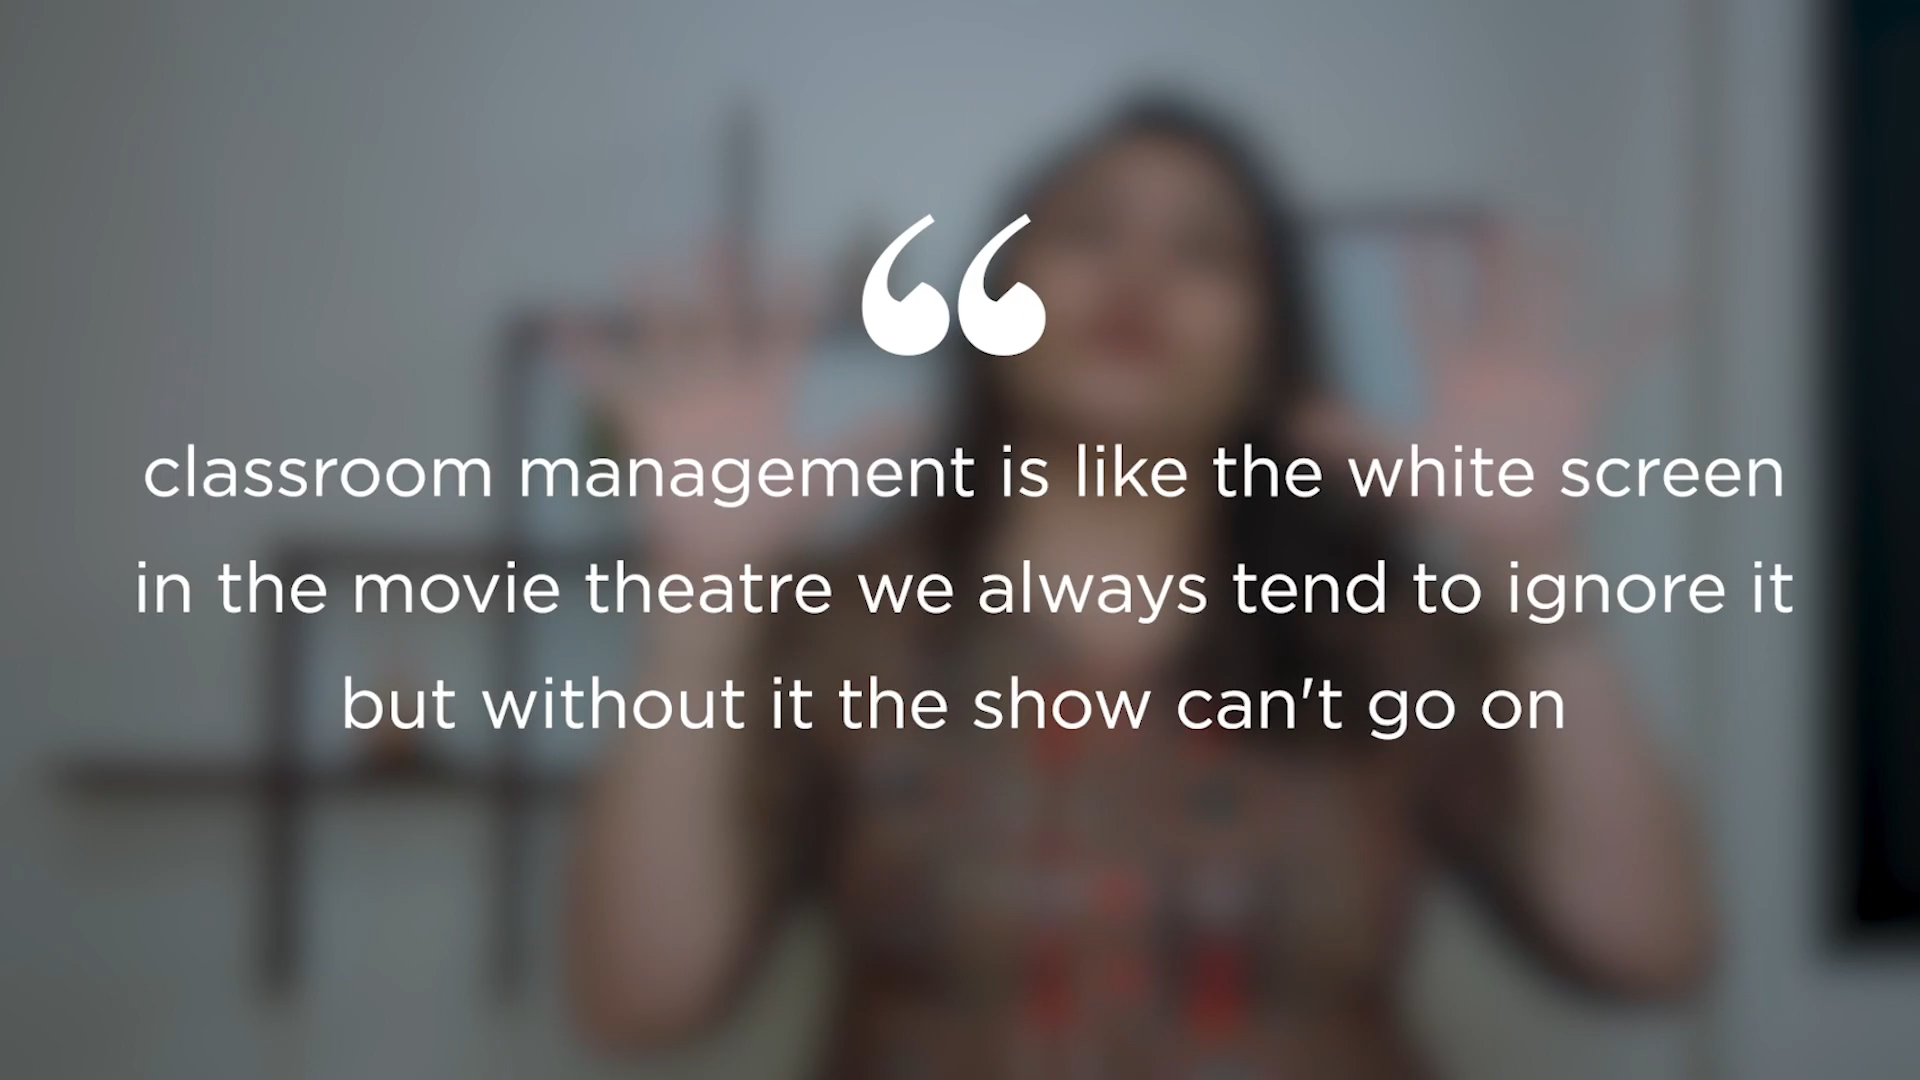 “
classroom management is like the white screen
in the movie theatre we always tend to ignore it
but without it the show can't go on